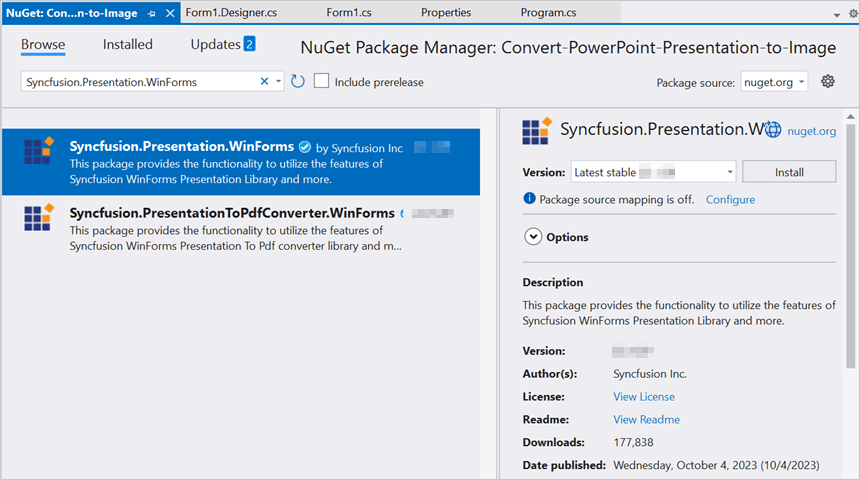 NuGet: Con...n-to-Image
Form1.Designer.cs
Form1.cs
Properties
Program.cs
Browse
Installed
Updates 2
NuGet Package Manager: Convert-PowerPoint-Presentation-to-Image
Syncfusion.Presentation.WinForms
Include prerelease
Package source: nuget.org
Syncfusion.Presentation.WinForms by Syncfusion Inc
This package provides the functionality to utilize the features of
Syncfusion WinForms Presentation Library and more.
Syncfusion.PresentationToPdfConverter.WinForms
This package provides the functionality to utilize the features of
Syncfusion WinForms Presentation To Pdf converter library and m...
Syncfusion.Presentation.W
nuget.org
Version: Latest stable
Install
Package source mapping is off. Configure
Options
Description
This package provides the functionality to utilize the features of
Syncfusion WinForms Presentation Library and more.
Version:
Author(s): Syncfusion Inc.
License: View License
Readme: View Readme
Downloads: 177,838
Date published: Wednesday, October 4, 2023 (10/4/2023)